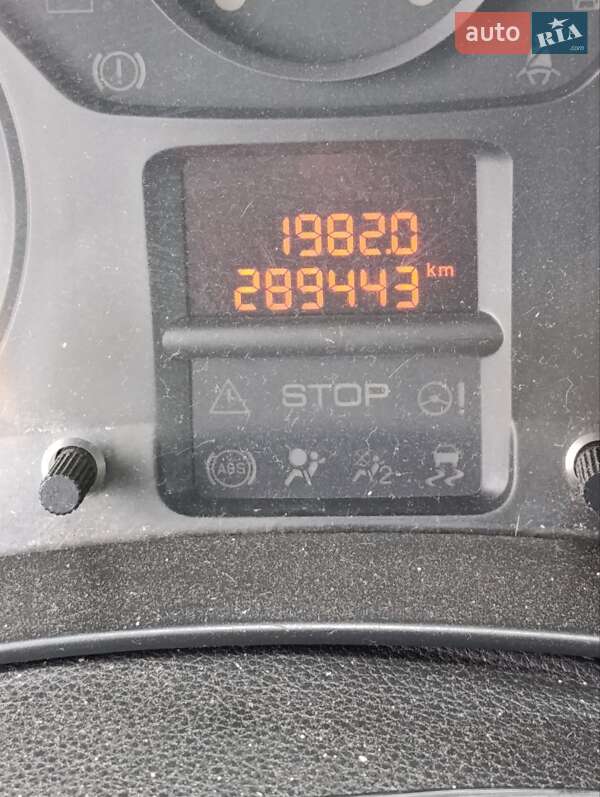 auto RIA
.com
1982.0
289443 km
STOP
ABS
2